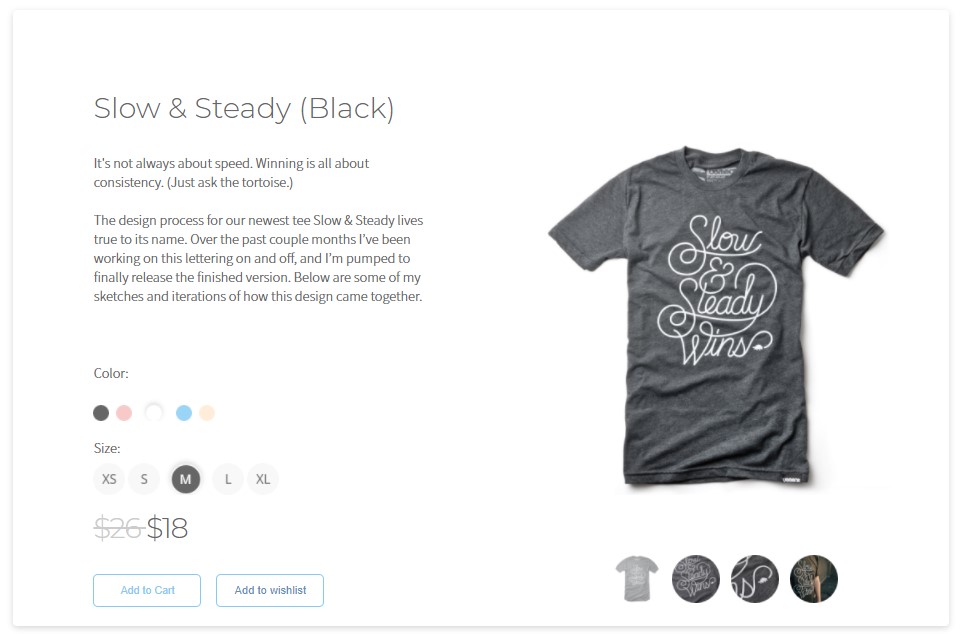 Slow & Steady (Black)
It's not always about speed. Winning is all about
consistency. (Just ask the tortoise.)
The design process for our newest tee Slow & Steady lives
true to its name. Over the past couple months I've been
working on this lettering on and off, and I'm pumped to
finally release the finished version. Below are some of my
sketches and iterations of how this design came together.
Color:
Size:
XS S M L XL
$26 $18
Add to Cart Add to wishlist
Slow
&
Steady
Wins